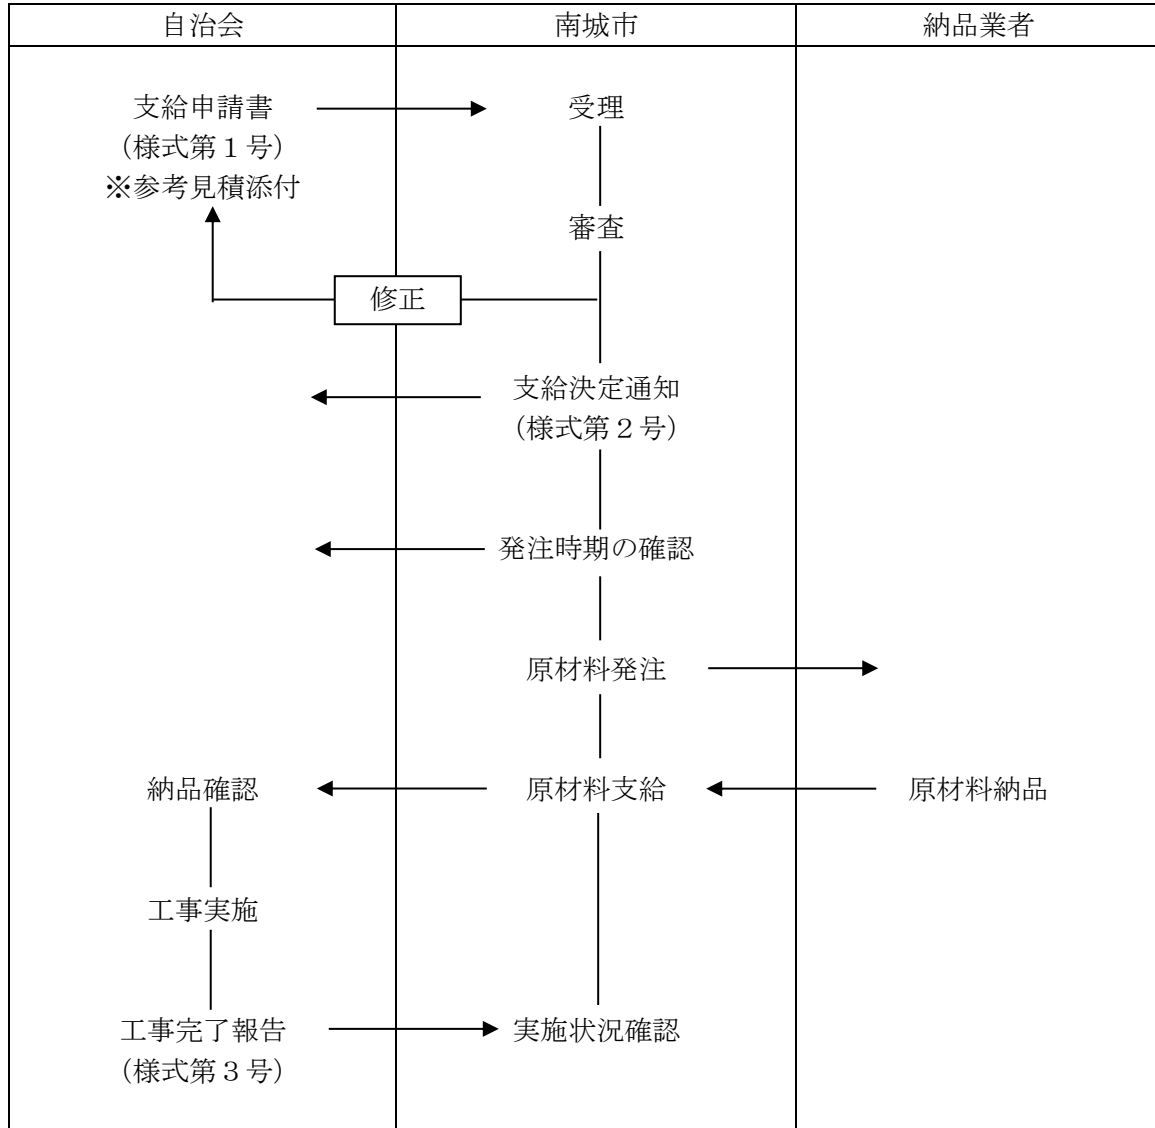 自治会
南城市
納品業者
支給申請書
受理
（様式第１号）
※参考見積添付
審査
修正
支給決定通知
（様式第２号）
発注時期の確認
原材料発注
納品確認
原材料支給
原材料納品
工事実施
工事完了報告
実施状況確認
（様式第３号）